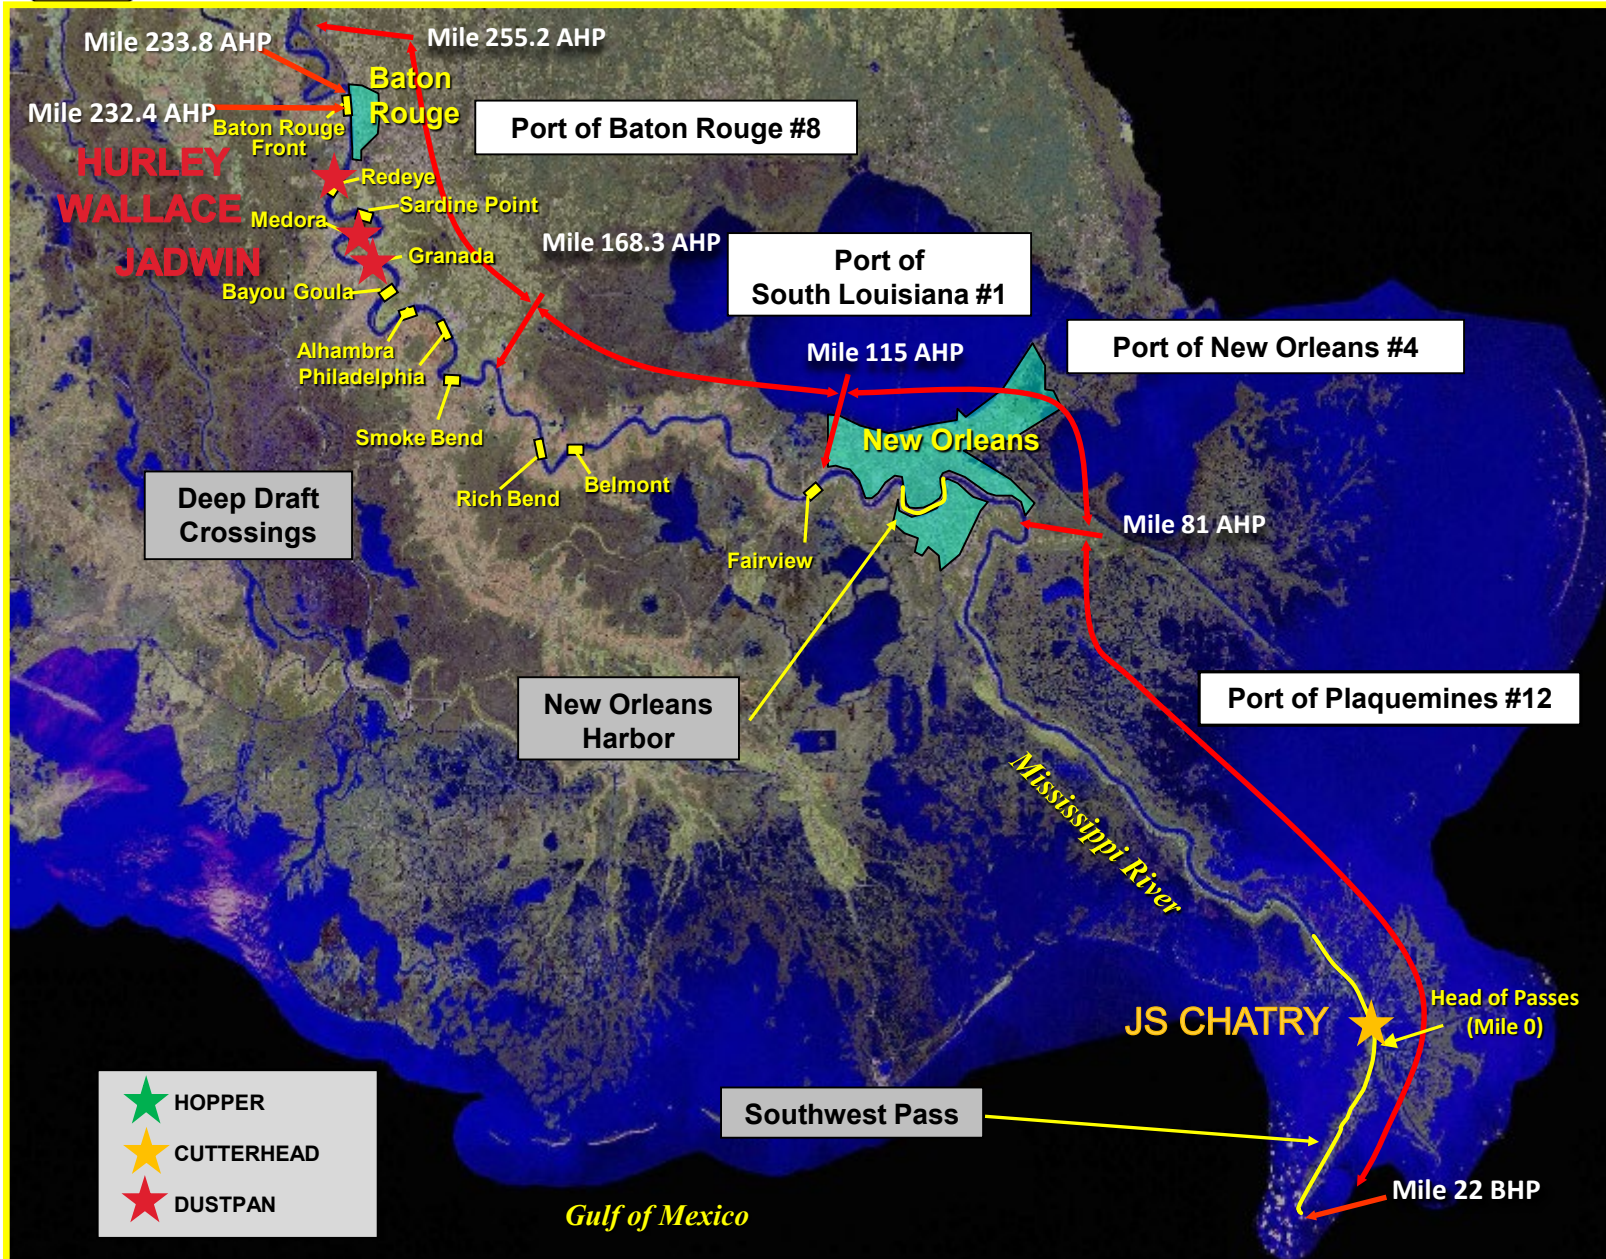 Mile 233.8 AHP
Mile 255.2 AHP
Baton
Rouge
Mile 232.4 AHP
Baton Rouge
Front
Port of Baton Rouge #8
HURLEY
Redeye
WALLACE
Sardine Point
Medora
JADWIN
Granada
Mile 168.3 AHP
Port of
South Louisiana #1
Bayou Goula
Alhambra
Philadelphia
Mile 115 AHP
Port of New Orleans #4
Smoke Bend
New Orleans
Rich Bend
Belmont
Deep Draft
Crossings
Fairview
Mile 81 AHP
New Orleans
Harbor
Port of Plaquemines #12
Mississippi River
JS CHATRY
Head of Passes
(Mile 0)
Southwest Pass
HOPPER
CUTTERHEAD
DUSTPAN
Mile 22 BHP
Gulf of Mexico